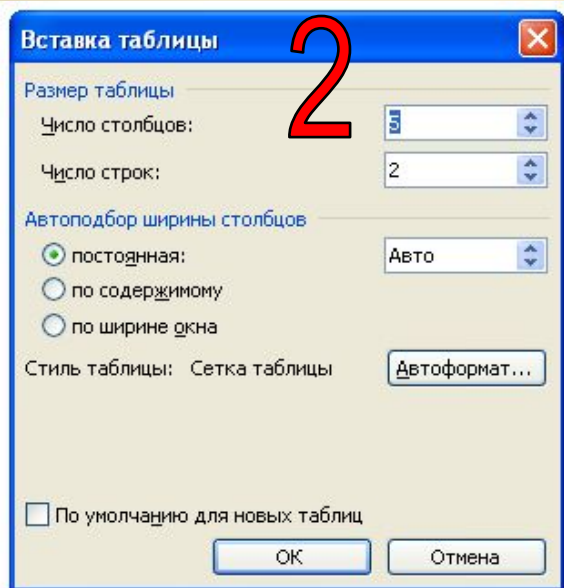 Вставка таблицы
2
Размер таблицы
Число столбцов: 5
Число строк: 2
Автоподбор ширины столбцов
постоянная: Авто
по содержимому
по ширине окна
Стиль таблицы: Сетка таблицы Автоформат...
По умолчанию для новых таблиц
ОК Отмена